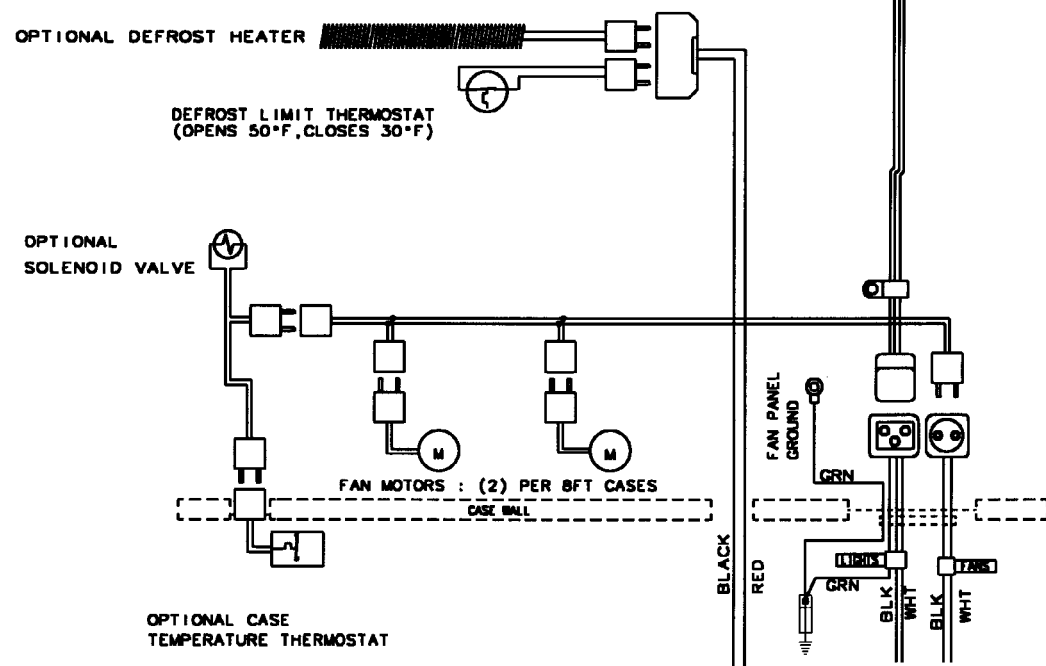 OPTIONAL DEFROST HEATER
DEFROST LIMIT THERMOSTAT
(OPENS 50°F,CLOSES 30°F)
OPTIONAL
SOLENOID VALVE
FAN PANEL
GROUND
GRN
M
M
FAN MOTORS : (2) PER 8FT CASES
CASE WALL
BLACK
RED
LIGHTS
FANS
GRN
BLK
WHT
BLK
WHT
OPTIONAL CASE
TEMPERATURE THERMOSTAT